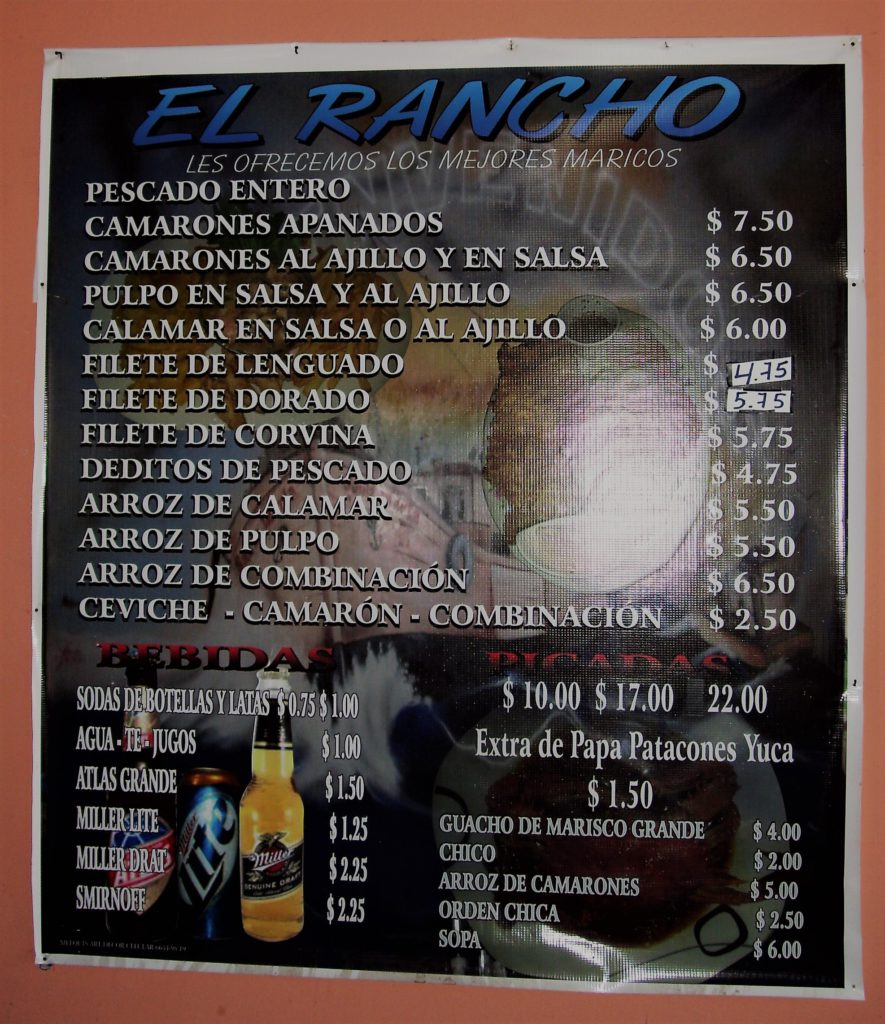 EL RANCHO
LES OFRECEMOS LOS MEJORES MARICOS
PESCADO ENTERO
CAMARONES APANADOS $ 7.50
CAMARONES AL AJILLO Y EN SALSA $ 6.50
PULPO EN SALSA Y AL AJILLO $ 6.50
CALAMAR EN SALSA O AL AJILLO $ 6.00
FILETE DE LENGUADO $ 4.75
FILETE DE DORADO $ 5.75
FILETE DE CORVINA $ 5.75
DEDITOS DE PESCADO $ 4.75
ARROZ DE CALAMAR $ 5.50
ARROZ DE PULPO $ 5.50
ARROZ DE COMBINACIÓN $ 6.50
CEVICHE - CAMARÓN - COMBINACIÓN $ 2.50
BEBIDAS
SODAS DE BOTELLAS Y LATAS $ 0.75 $ 1.00
AGUA - TE - JUGOS $ 1.00
ATLAS GRANDE $ 1.50
MILLER LITE $ 1.25
MILLER DRAT $ 2.25
SMIRNOFF $ 2.25
Lite
Miller
GENUINE DRAFT
PICADAS
$ 10.00 $ 17.00 22.00
Extra de Papa Patacones Yuca
$ 1.50
GUACHO DE MARISCO GRANDE $ 4.00
CHICO $ 2.00
ARROZ DE CAMARONES $ 5.00
ORDEN CHICA $ 2.50
SOPA $ 6.00